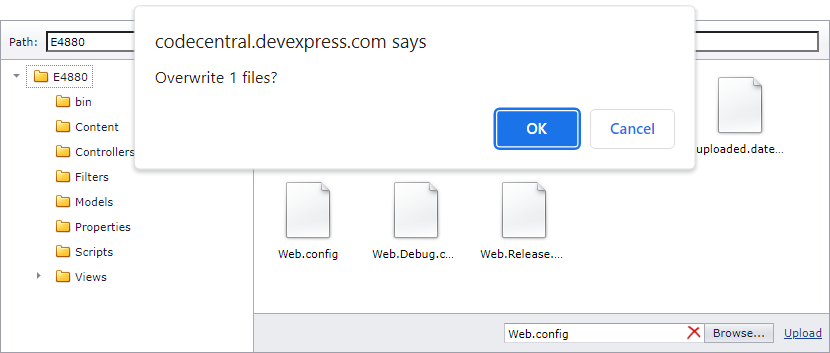 codecentral.devexpress.com says
Overwrite 1 files?
OK Cancel
Path: E4880
E4880
bin
Content
Controllers
Filters
Models
Properties
Scripts
Views
uploaded.date...
Web.config Web.Debug.c... Web.Release....
Web.config Browse... Upload